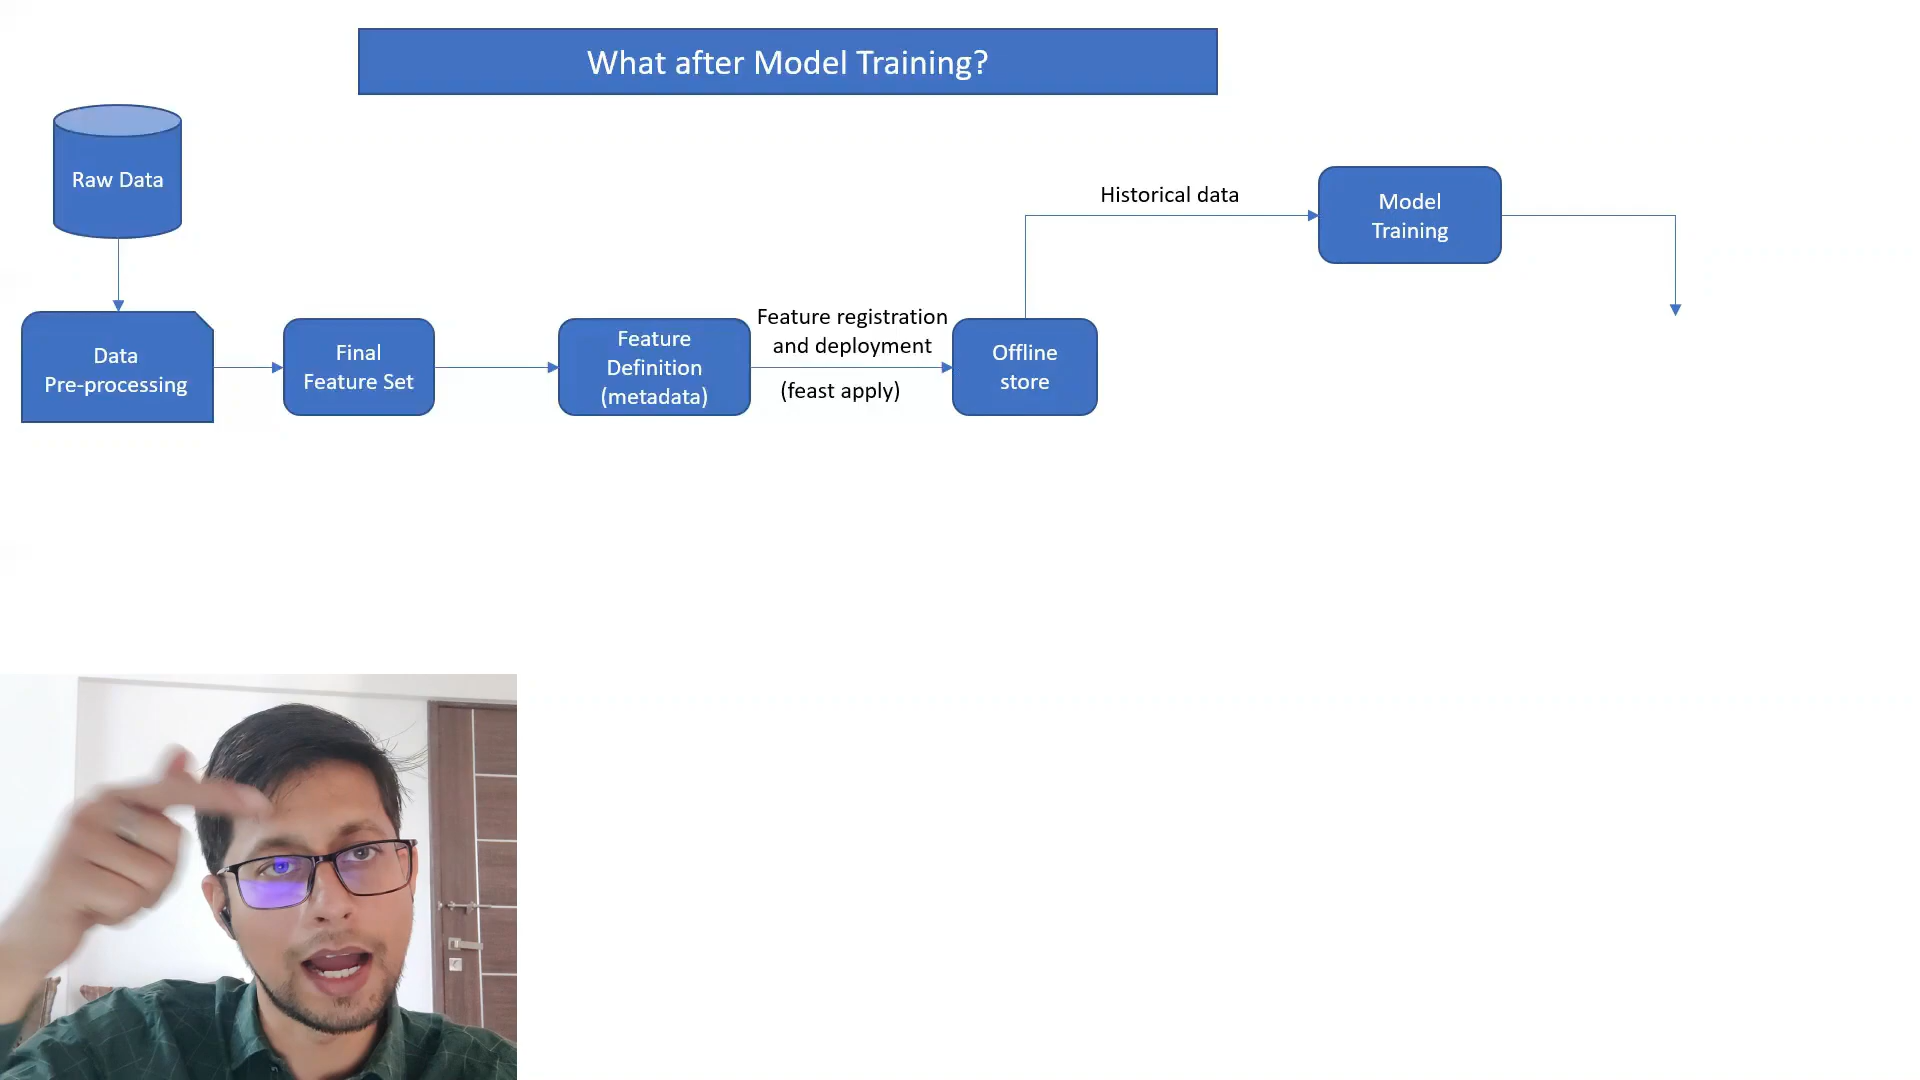 What after Model Training?
Raw Data
Historical data
Model
Training
Data
Pre-processing
Final
Feature Set
Feature
Definition
(metadata)
Feature registration
and deployment
(feast apply)
Offline
store